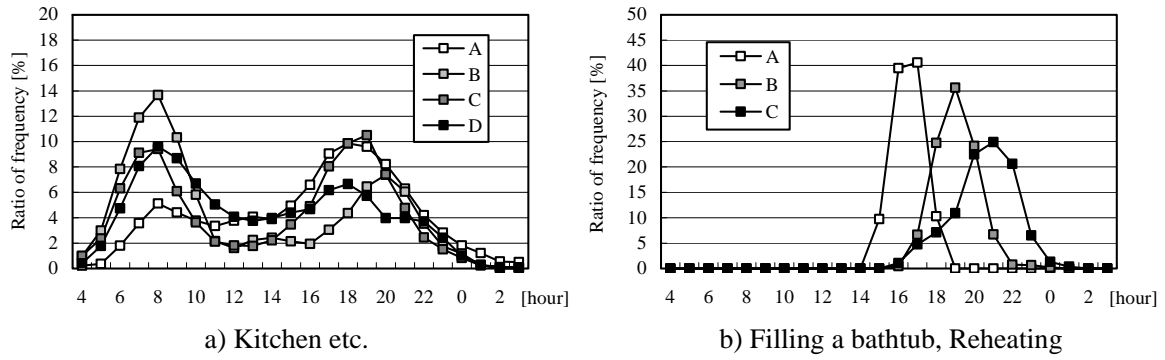 Ratio of frequency [%]
20
18
16
14
12
10
8
6
4
2
0
A
B
C
D
4 6 8 10 12 14 16 18 20 22 0 2 [hour]
a) Kitchen etc.
Ratio of frequency [%]
50
45
40
35
30
25
20
15
10
5
0
A
B
C
4 6 8 10 12 14 16 18 20 22 0 2 [hour]
b) Filling a bathtub, Reheating